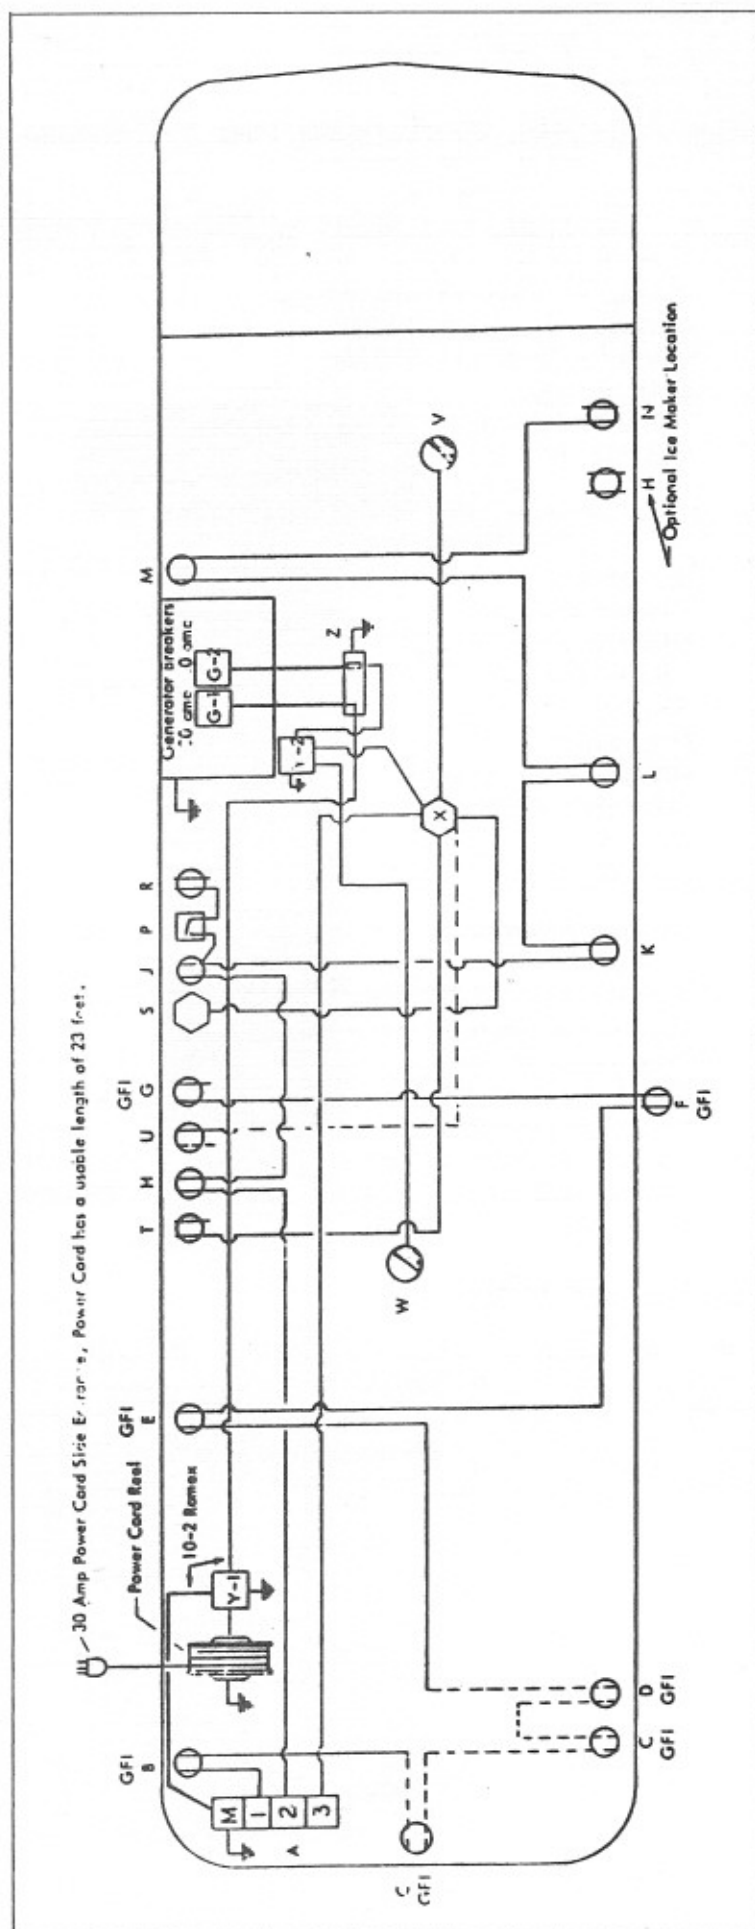 30 Amp Power Cord Side Entrance, Power Cord has a usable length of 23 feet.
Power Cord Reel
10-2 Romex
Generator Breakers
amp
amp
G-1
G-2
Z
Y-2
Y-1
X
V
W
M
R
P
J
S
GFI
G
U
H
T
GFI
E
GFI
B
M
1
2
3
A
C
GFI
C
GFI
D
GFI
F
GFI
K
L
H
Optional Ice Maker Location
N